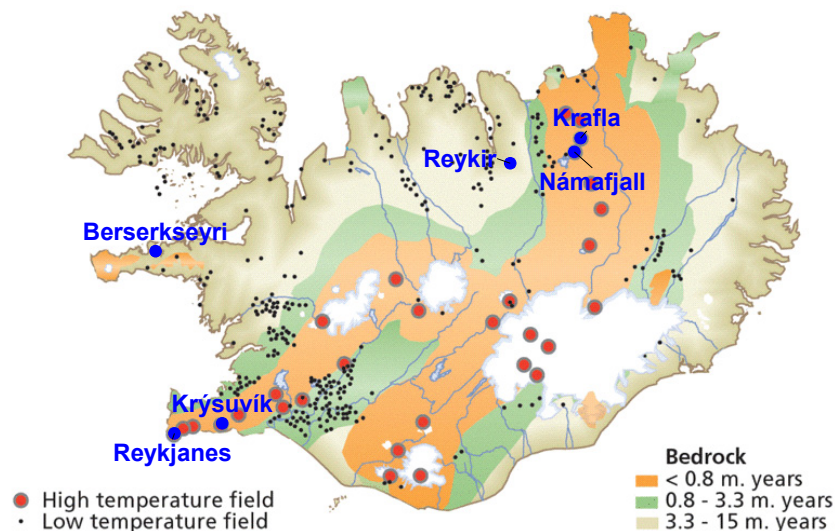 Krafla
Reykir
Námafjall
Berserkseyri
Krýsuvík
Reykjanes
Bedrock
< 0.8 m. years
0.8 - 3.3 m. years
3.3 - 15 m. years
High temperature field
Low temperature field